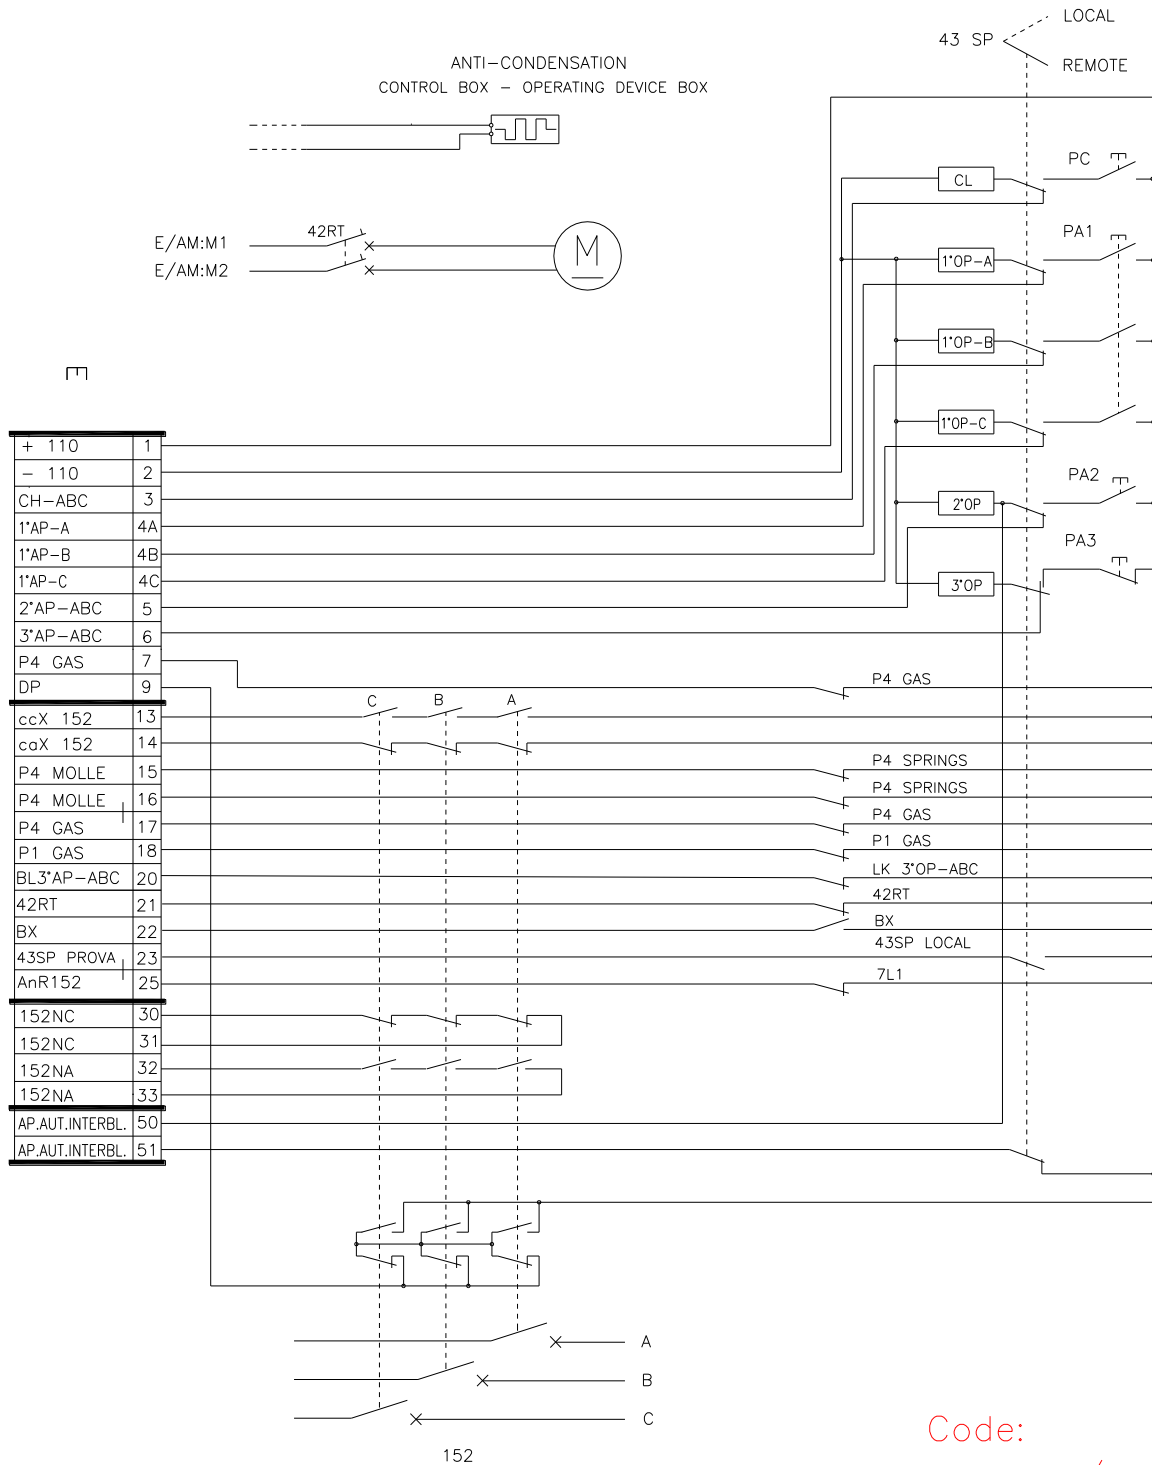 LOCAL
43 SP
REMOTE
ANTI-CONDENSATION
CONTROL BOX - OPERATING DEVICE BOX
PC
CL
E/AM:M1
42RT
E/AM:M2
M
PA1
1°OP-A
1°OP-B
E
1°OP-C
PA2
2°OP
PA3
3°OP
+ 110 1
- 110 2
CH-ABC 3
1°AP-A 4A
1°AP-B 4B
1°AP-C 4C
2°AP-ABC 5
3°AP-ABC 6
P4 GAS 7
DP 9
P4 GAS
C B A
ccX 152 13
caX 152 14
P4 MOLLE 15
P4 SPRINGS
P4 MOLLE 16
P4 SPRINGS
P4 GAS 17
P4 GAS
P1 GAS 18
P1 GAS
BL3°AP-ABC 20
LK 3°OP-ABC
42RT 21
42RT
BX 22
BX
43SP PROVA 23
43SP LOCAL
AnR152 25
7L1
152NC 30
152NC 31
152NA 32
152NA 33
AP.AUT.INTERBL. 50
AP.AUT.INTERBL. 51
A
B
C
152
Code: